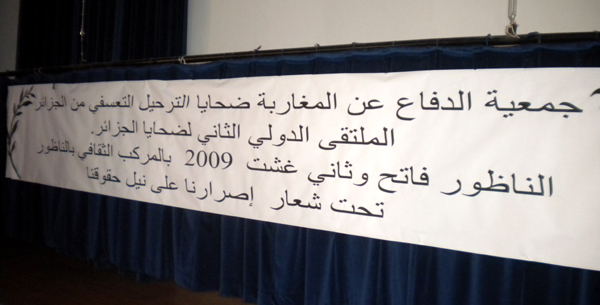 جمعية الدفاع عن المغاربة ضحايا الترحيل التعسفي من الجزائر
الملتقى الدولي الثاني لضحايا الجزائر.
الناظور فاتح وثاني غشت 2009 بالمركب الثقافي بالناظور
تحت شعار إصرارنا على نيل حقوقنا